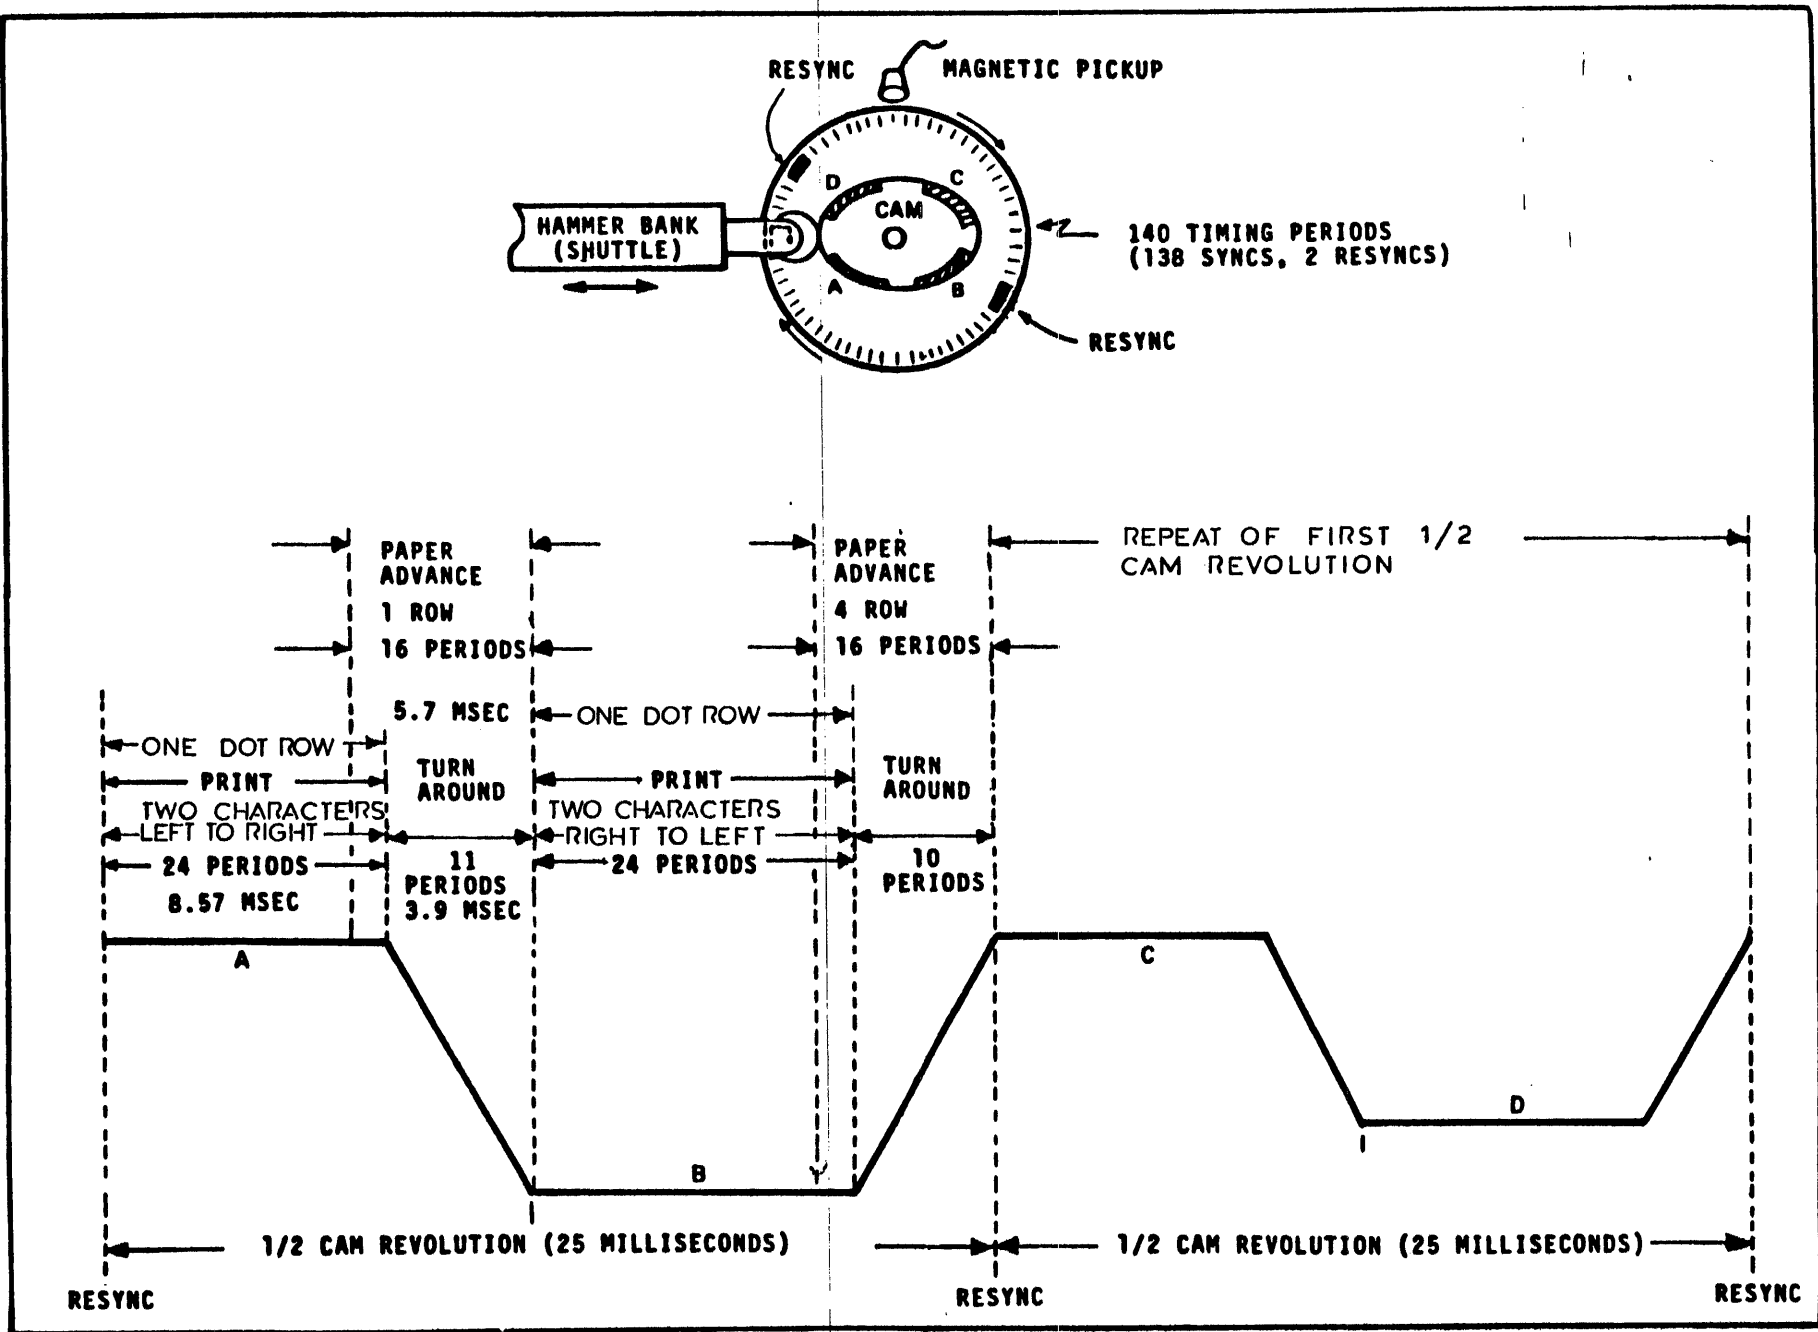 RESYNC
MAGNETIC PICKUP
D
C
CAM
HAMMER BANK
(SHUTTLE)
A
B
140 TIMING PERIODS
(138 SYNCS, 2 RESYNCS)
RESYNC
PAPER
ADVANCE
1 ROW
16 PERIODS
PAPER
ADVANCE
4 ROW
16 PERIODS
REPEAT OF FIRST 1/2
CAM REVOLUTION
5.7 MSEC
ONE DOT ROW
PRINT
TWO CHARACTERS
LEFT TO RIGHT
24 PERIODS
8.57 MSEC
TURN
AROUND
11
PERIODS
3.9 MSEC
ONE DOT ROW
PRINT
TWO CHARACTERS
RIGHT TO LEFT
24 PERIODS
TURN
AROUND
10
PERIODS
A
C
D
B
1/2 CAM REVOLUTION (25 MILLISECONDS)
1/2 CAM REVOLUTION (25 MILLISECONDS)
RESYNC
RESYNC
RESYNC